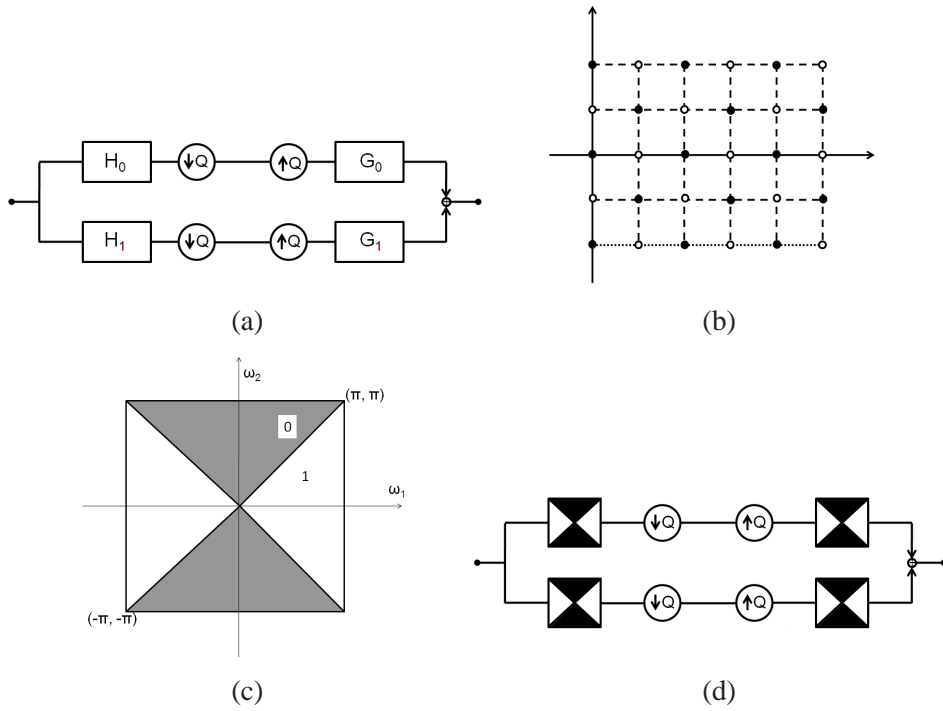 H₀ ↓Q ↑Q G₀
H₁ ↓Q ↑Q G₁
(a)
(b)
ω₂
(π, π)
0
1
ω₁
(-π, -π)
(c)
↓Q ↑Q
↓Q ↑Q
(d)